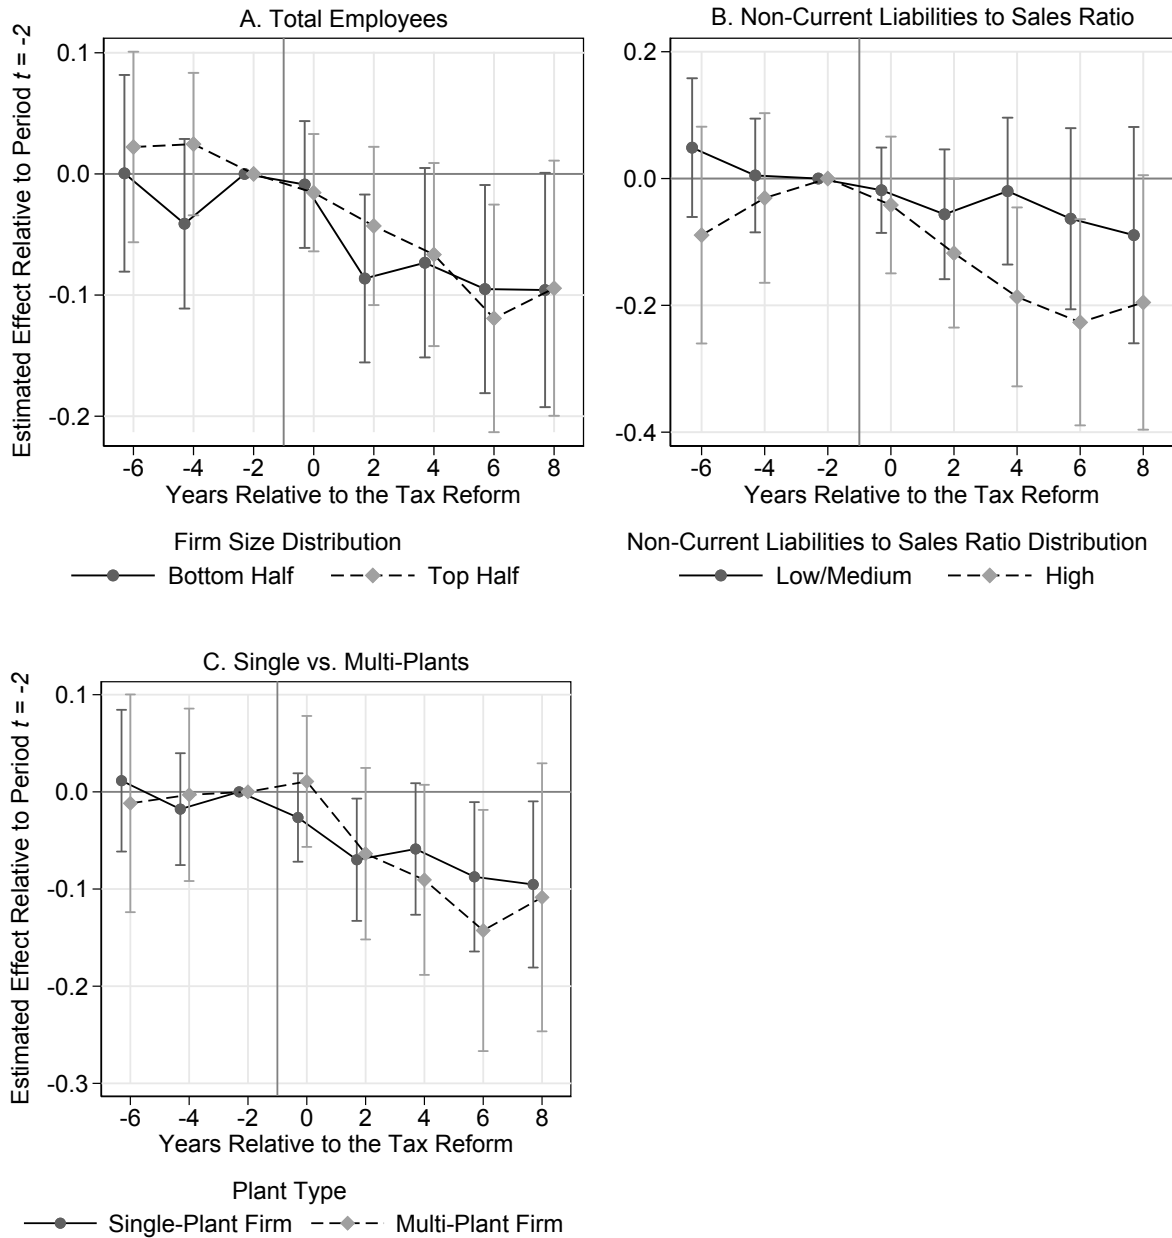 A. Total Employees
Estimated Effect Relative to Period t = -2
0.1
0.0
-0.1
-0.2
-6 -4 -2 0 2 4 6 8
Years Relative to the Tax Reform
Firm Size Distribution
Bottom Half Top Half
B. Non-Current Liabilities to Sales Ratio
0.2
0.0
-0.2
-0.4
-6 -4 -2 0 2 4 6 8
Years Relative to the Tax Reform
Non-Current Liabilities to Sales Ratio Distribution
Low/Medium High
C. Single vs. Multi-Plants
Estimated Effect Relative to Period t = -2
0.1
0.0
-0.1
-0.2
-0.3
-6 -4 -2 0 2 4 6 8
Years Relative to the Tax Reform
Plant Type
Single-Plant Firm Multi-Plant Firm